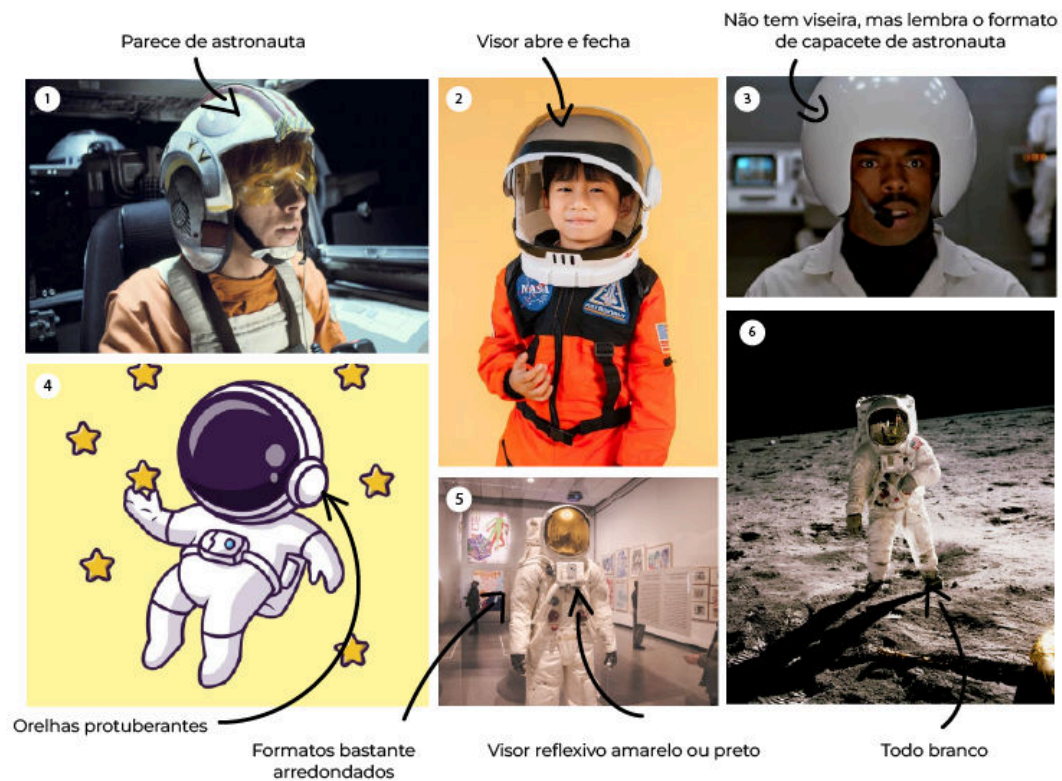 Parece de astronauta
Visor abre e fecha
Não tem viseira, mas lembra o formato
de capacete de astronauta
1
2
NASA
3
4
5
6
Orelhas protuberantes
Formatos bastante
arredondados
Visor reflexivo amarelo ou preto
Todo branco